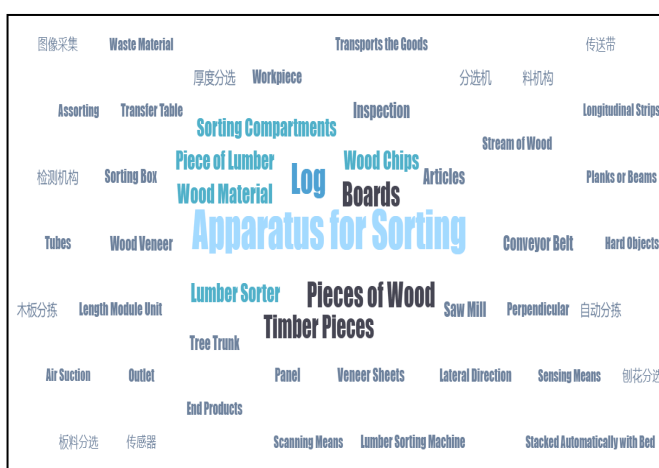 图像采集 Waste Material Transports the Goods 传送带
厚度分选 Workpiece 分选机 料机构
Assorting Transfer Table Inspection Longitudinal Strips
Sorting Compartments
Stream of Wood
Piece of Lumber Wood Chips
检测机构 Sorting Box Log Articles Planks or Beams
Wood Material Boards
Apparatus for Sorting
Tubes Wood Veneer Conveyor Belt Hard Objects
Lumber Sorter Pieces of Wood
木板分拣 Length Module Unit Saw Mill Perpendicular 自动分拣
Timber Pieces
Tree Trunk
Air Suction Outlet Panel Veneer Sheets Lateral Direction Sensing Means 刨花分选
End Products
板料分选 传感器 Scanning Means Lumber Sorting Machine Stacked Automatically with Bed